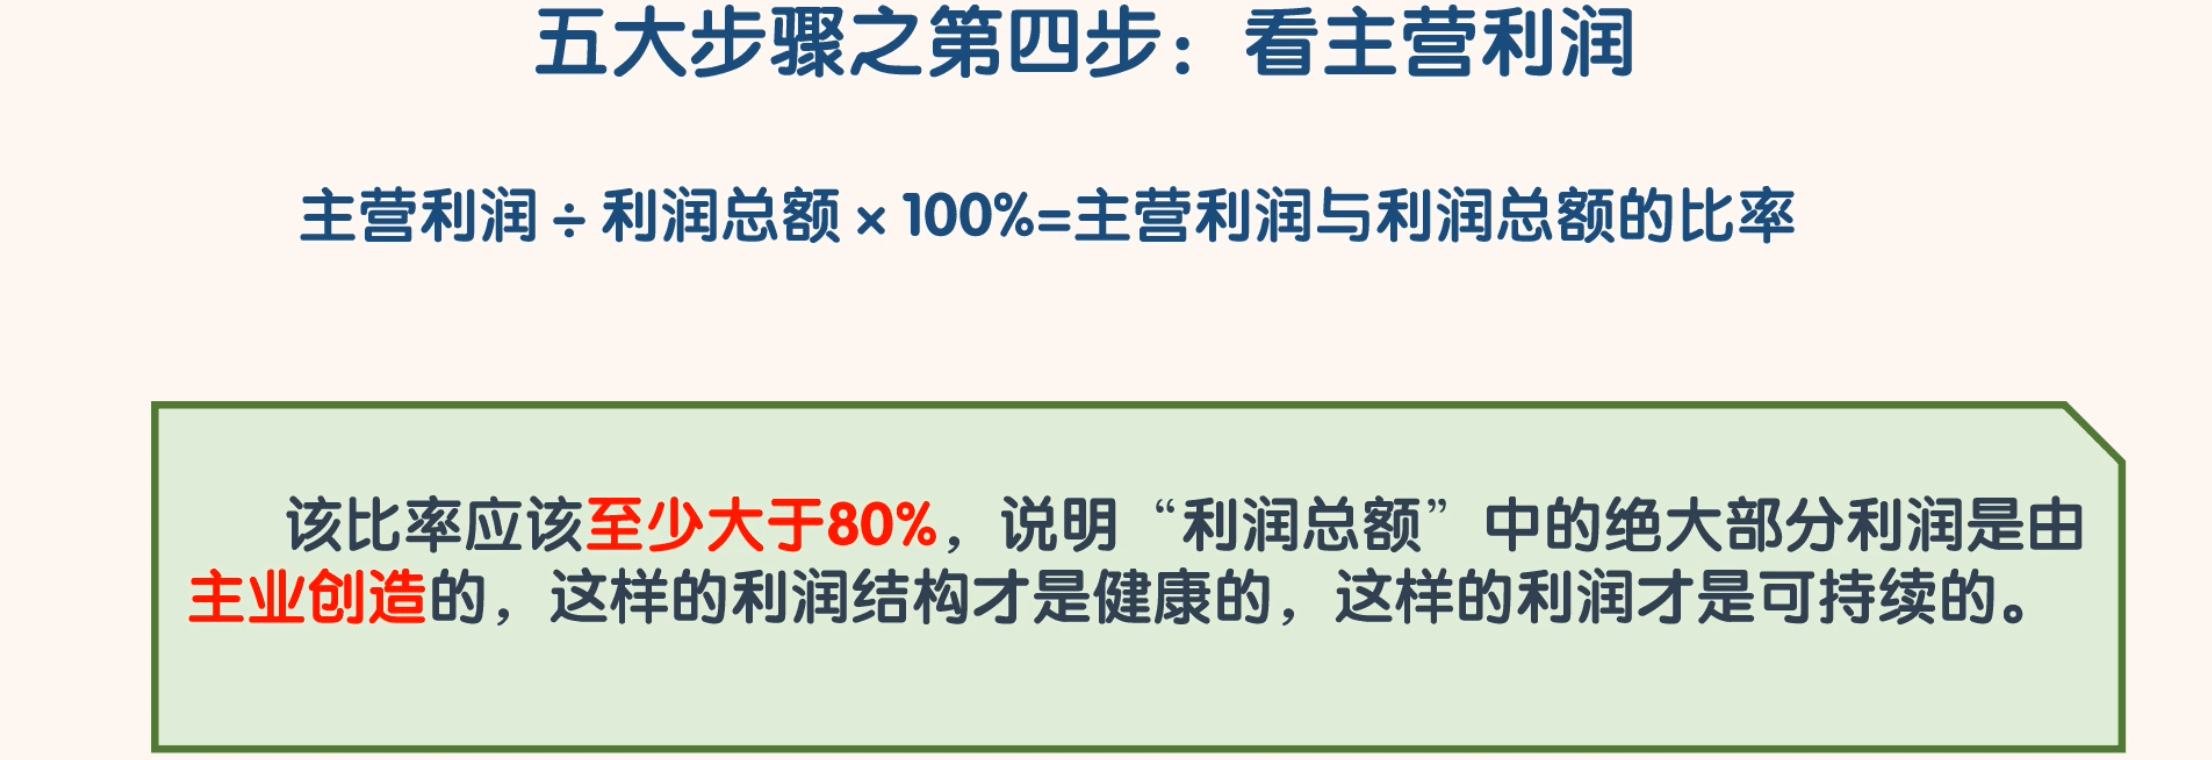 五大步骤之第四步：看主营利润
主营利润÷利润总额×100%=主营利润与利润总额的比率
该比率应该至少大于80%，说明“利润总额”中的绝大部分利润是由
主业创造的，这样的利润结构才是健康的，这样的利润才是可持续的。